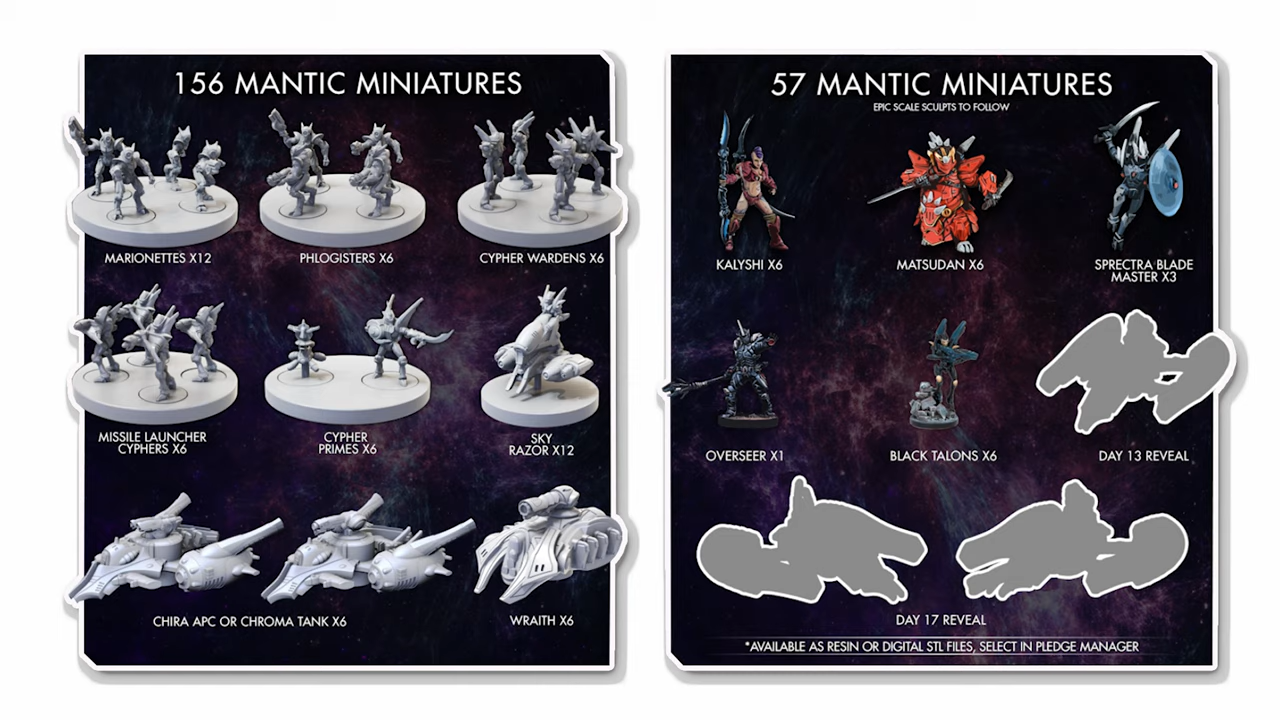 156 MANTIC MINIATURES
MARIONETTES X12
PHLOGISTERS X6
CYPHER WARDENS X6
MISSILE LAUNCHER
CYPHERS X6
CYPHER
PRIMES X6
SKY
RAZOR X12
CHIRA APC OR CHROMA TANK X6
WRAITH X6
57 MANTIC MINIATURES
EPIC SCALE SCULPTS TO FOLLOW
KALYSHI X6
MATSUDAN X6
SPRECTRA BLADE
MASTER X3
OVERSEER X1
BLACK TALONS X6
DAY 13 REVEAL
DAY 17 REVEAL
*AVAILABLE AS RESIN OR DIGITAL STL FILES, SELECT IN PLEDGE MANAGER